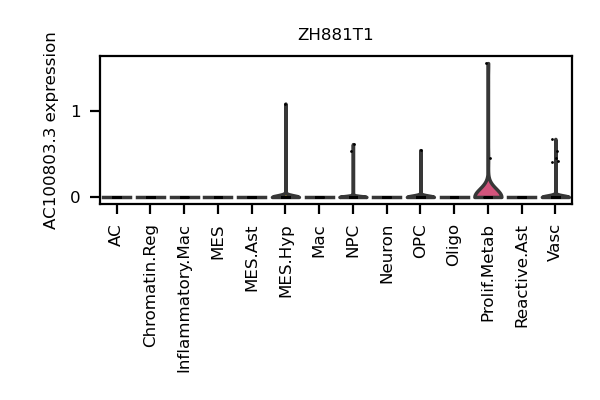 ZH881T1
AC100803.3 expression
1
0
AC
Chromatin.Reg
Inflammatory.Mac
MES
MES.Ast
MES.Hyp
Mac
NPC
Neuron
OPC
Oligo
Prolif.Metab
Reactive.Ast
Vasc